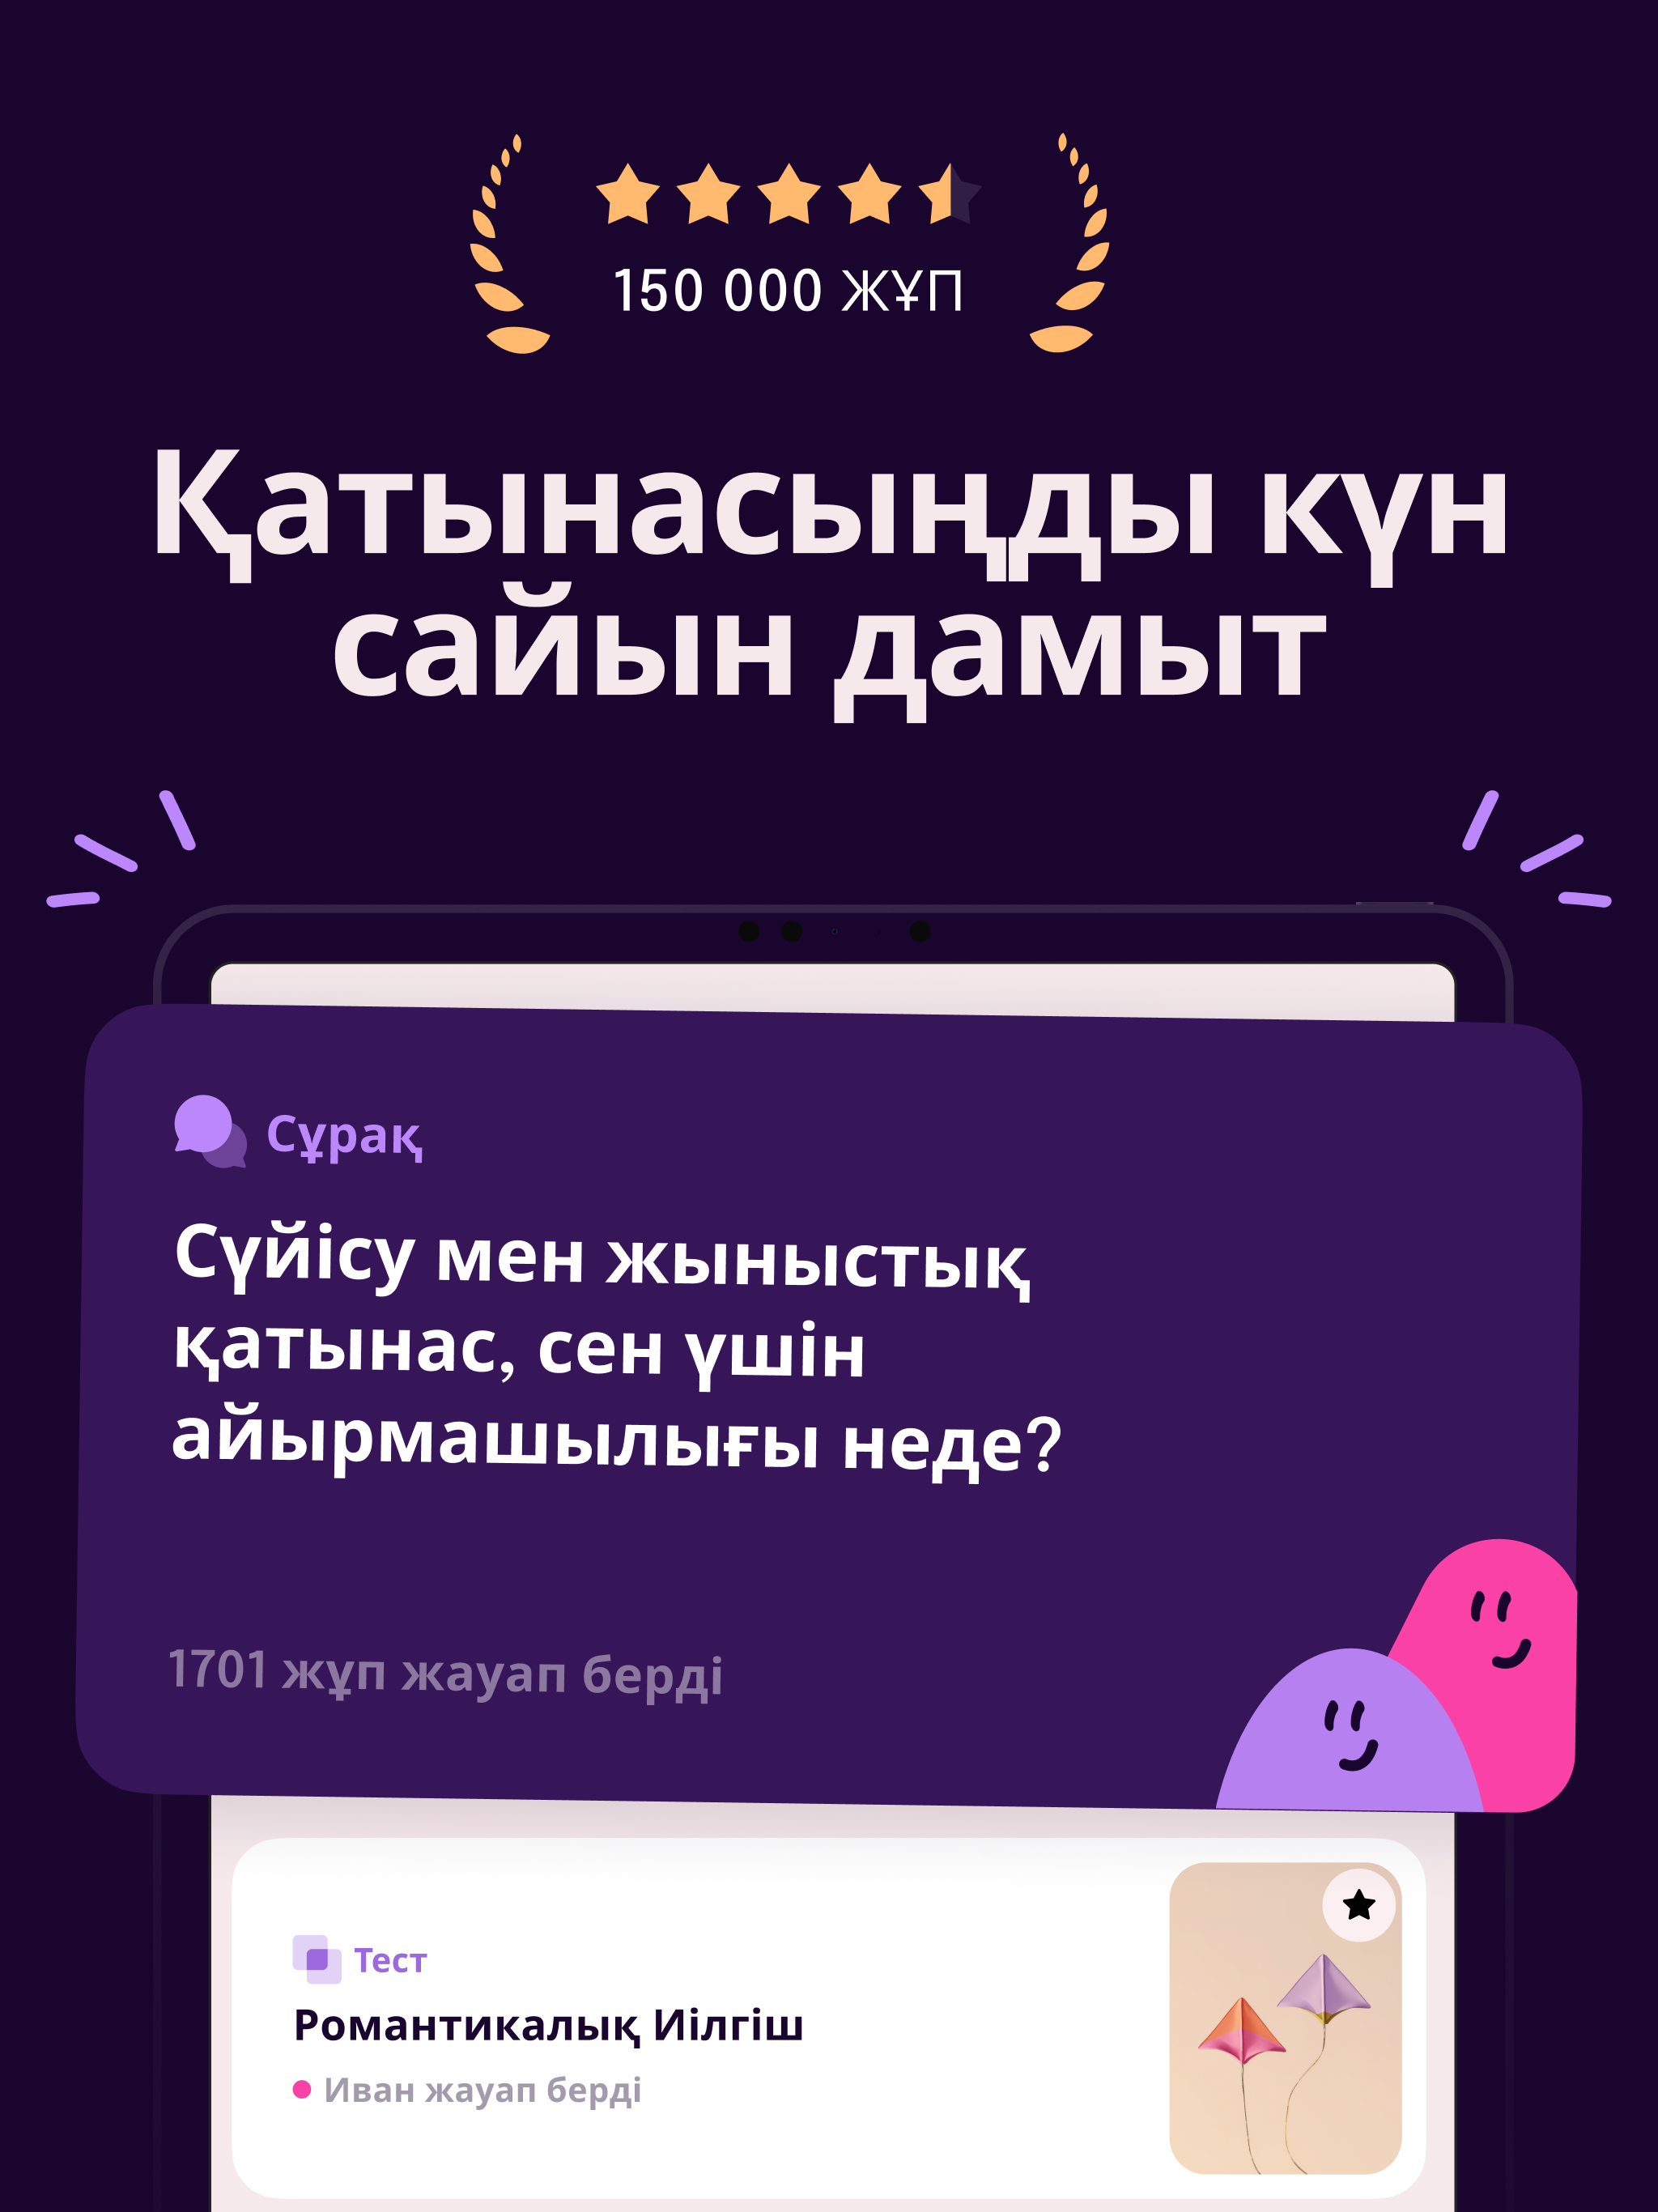 150 000 ЖҰП
Қатынасыңды күн
сайын дамыт
Сұрақ
Сүйісу мен жыныстық
қатынас, сен үшін
айырмашылығы неде?
1701 жұп жауап берді
Тест
Романтикалық Иілгіш
Иван жауап берді